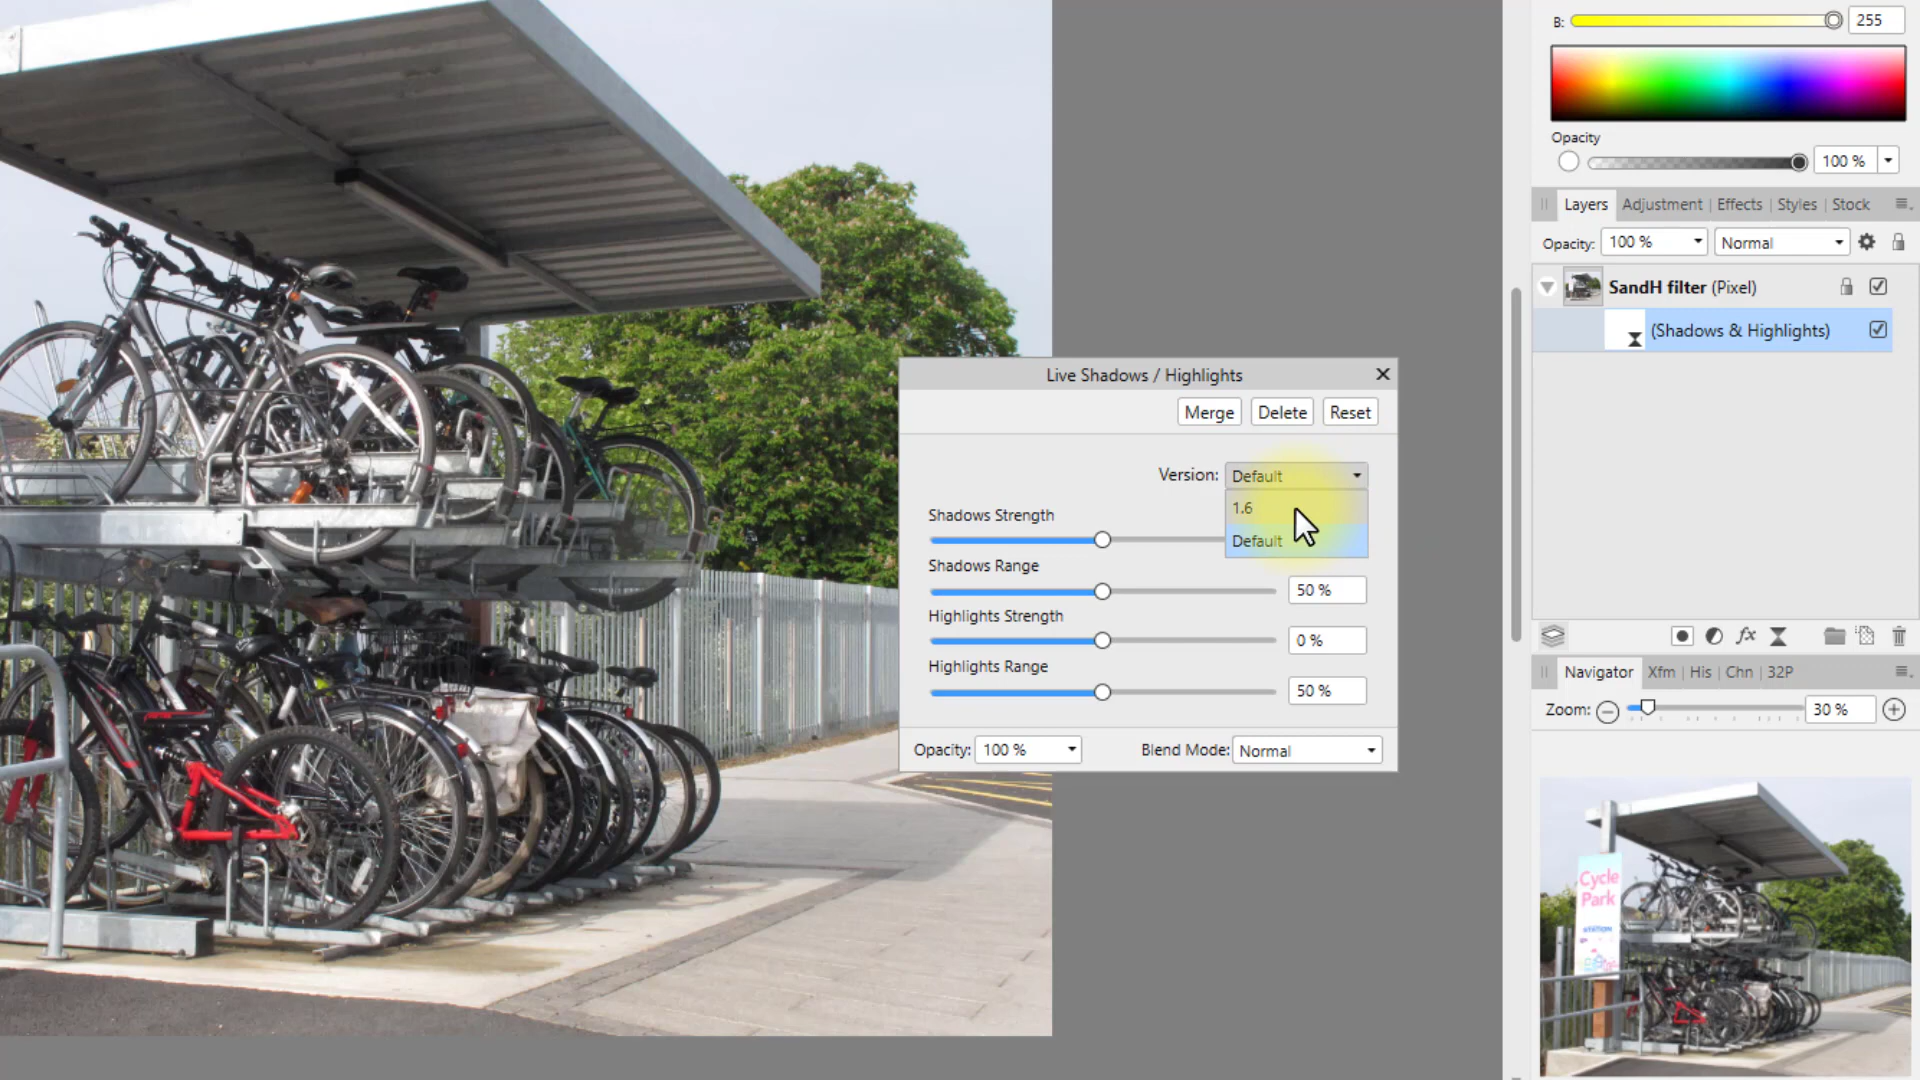 B: 255
Opacity
100 %
Layers Adjustment | Effects | Styles | Stock
Opacity: 100 % Normal
SandH filter (Pixel)
(Shadows & Highlights)
Live Shadows / Highlights
Merge Delete Reset
Version: Default
1.6
Default
Shadows Strength
Shadows Range
50 %
Highlights Strength
0 %
Highlights Range
50 %
Opacity: 100 % Blend Mode: Normal
fx
Navigator Xfm | His | Chn | 32P
Zoom: 30 %
Cycle
Park
STATION